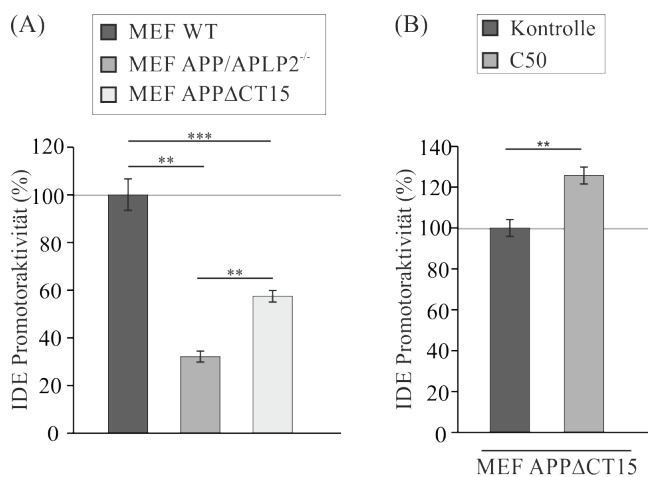 (A)
MEF WT
MEF APP/APLP2-/-
MEF APPΔCT15
IDE Promotoraktivität (%)
120
100
80
60
40
20
0
***
**
**
(B)
Kontrolle
C50
IDE Promotoraktivität (%)
140
120
100
80
60
40
20
0
**
MEF APPΔCT15